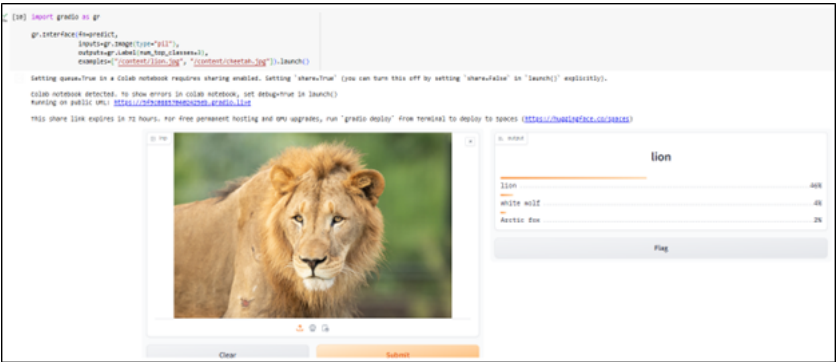 [10] import gradio as gr
gr.Interface(fn=predict,
inputs=gr.Image(type="pil"),
outputs=gr.Label(num_top_classes=3),
examples=["/content/lion.jpg", "/content/cheetah.jpg"]).launch()
Setting queue=True in a Colab notebook requires sharing enabled. Setting `share=True` (you can turn this off by setting `share=False` in `launch()` explicitly).
Colab notebook detected. To show errors in colab notebook, set debug=True in launch()
Running on public URL:
This share link expires in 72 hours. For free permanent hosting and GPU upgrades, run `gradio deploy` from Terminal to deploy to Spaces (https://huggingface.co/spaces)
lion
lion 46%
white wolf 4%
Arctic fox 2%
Flag
Clear
Submit